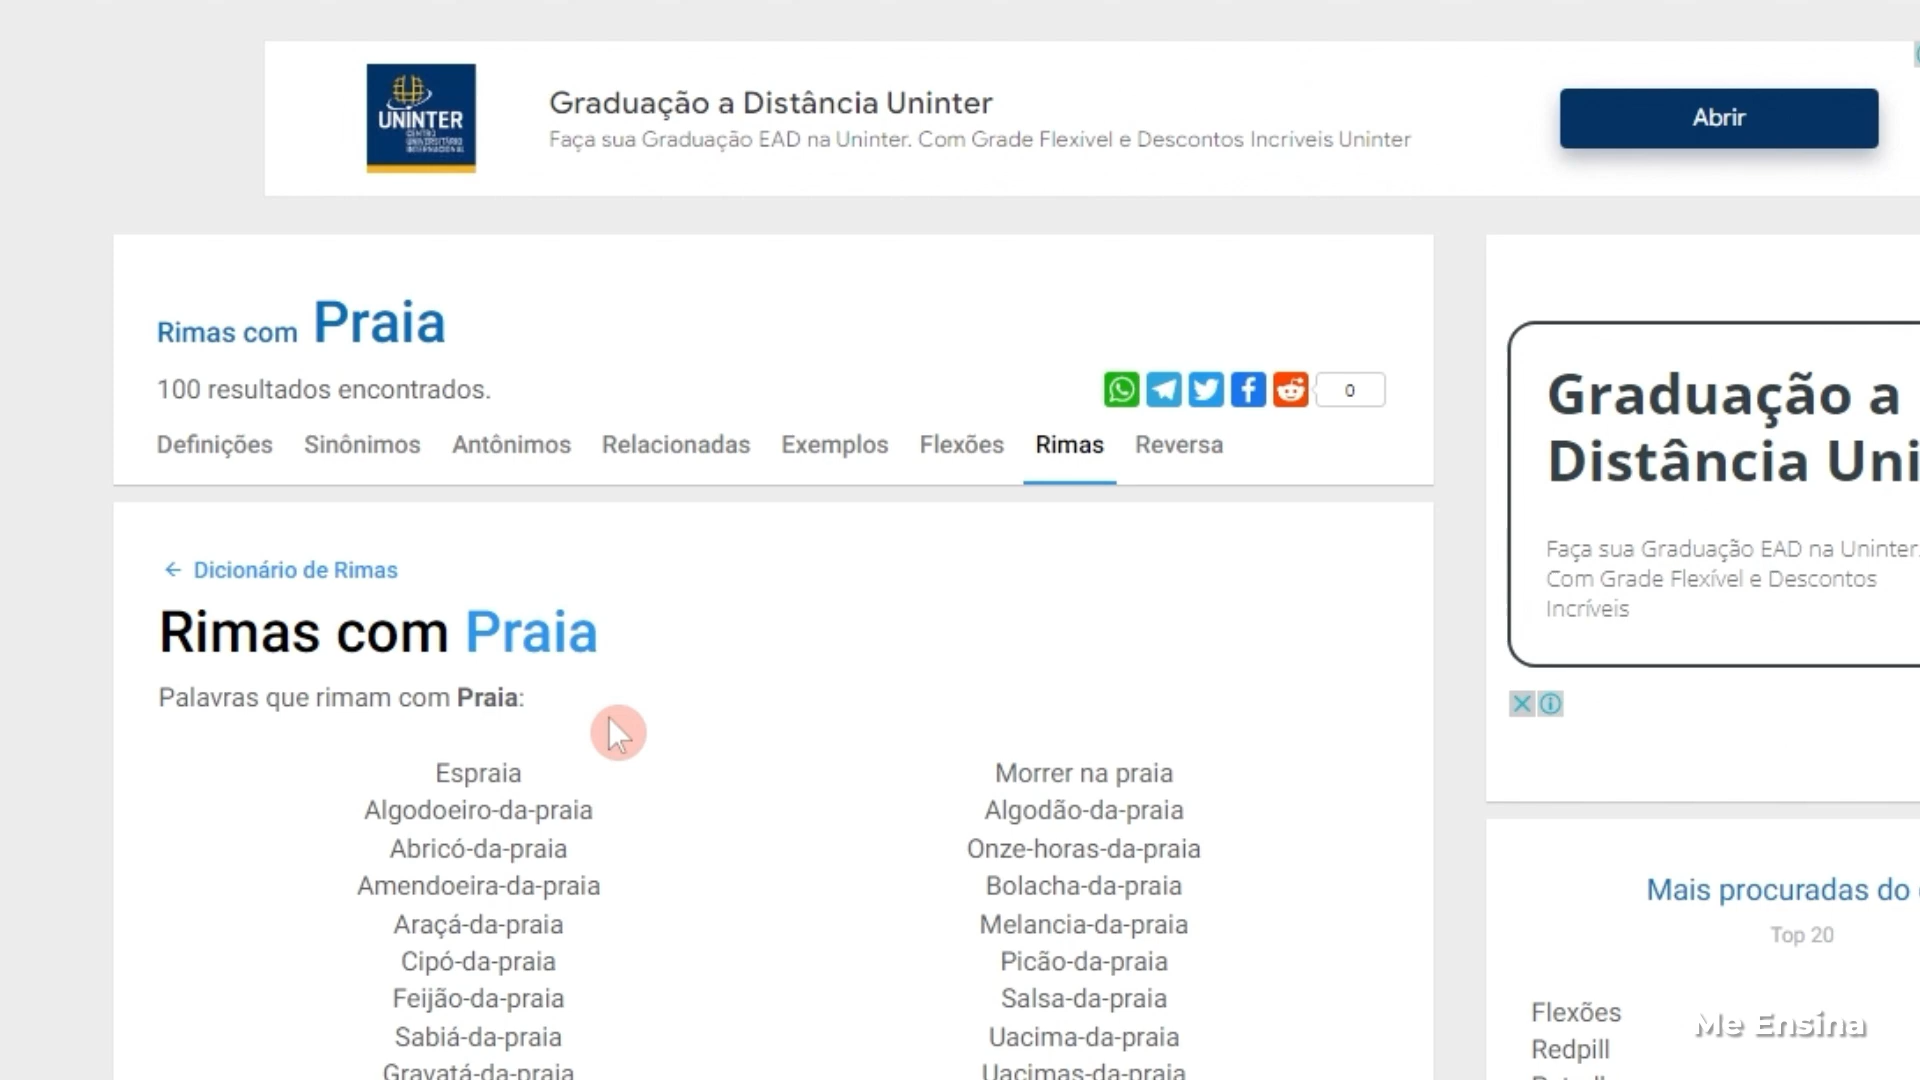 UNINTER
CENTRO
UNIVERSITÁRIO
INTERNACIONAL
Graduação a Distância Uninter
Faça sua Graduação EAD na Uninter. Com Grade Flexivel e Descontos Incriveis Uninter
Abrir
Rimas com Praia
100 resultados encontrados.
0
Definições Sinônimos Antônimos Relacionadas Exemplos Flexões Rimas Reversa
← Dicionário de Rimas
Rimas com Praia
Palavras que rimam com Praia:
Espraia Morrer na praia
Algodoeiro-da-praia Algodão-da-praia
Abricó-da-praia Onze-horas-da-praia
Amendoeira-da-praia Bolacha-da-praia
Araçá-da-praia Melancia-da-praia
Cipó-da-praia Picão-da-praia
Feijão-da-praia Salsa-da-praia
Sabiá-da-praia Uacima-da-praia
Gravatá-da-praia Uacimas-da-praia
Graduação a
Distância Uni
Faça sua Graduação EAD na Uninter.
Com Grade Flexível e Descontos
Incríveis
Mais procuradas do
Top 20
Flexões
Redpill
Me Ensina